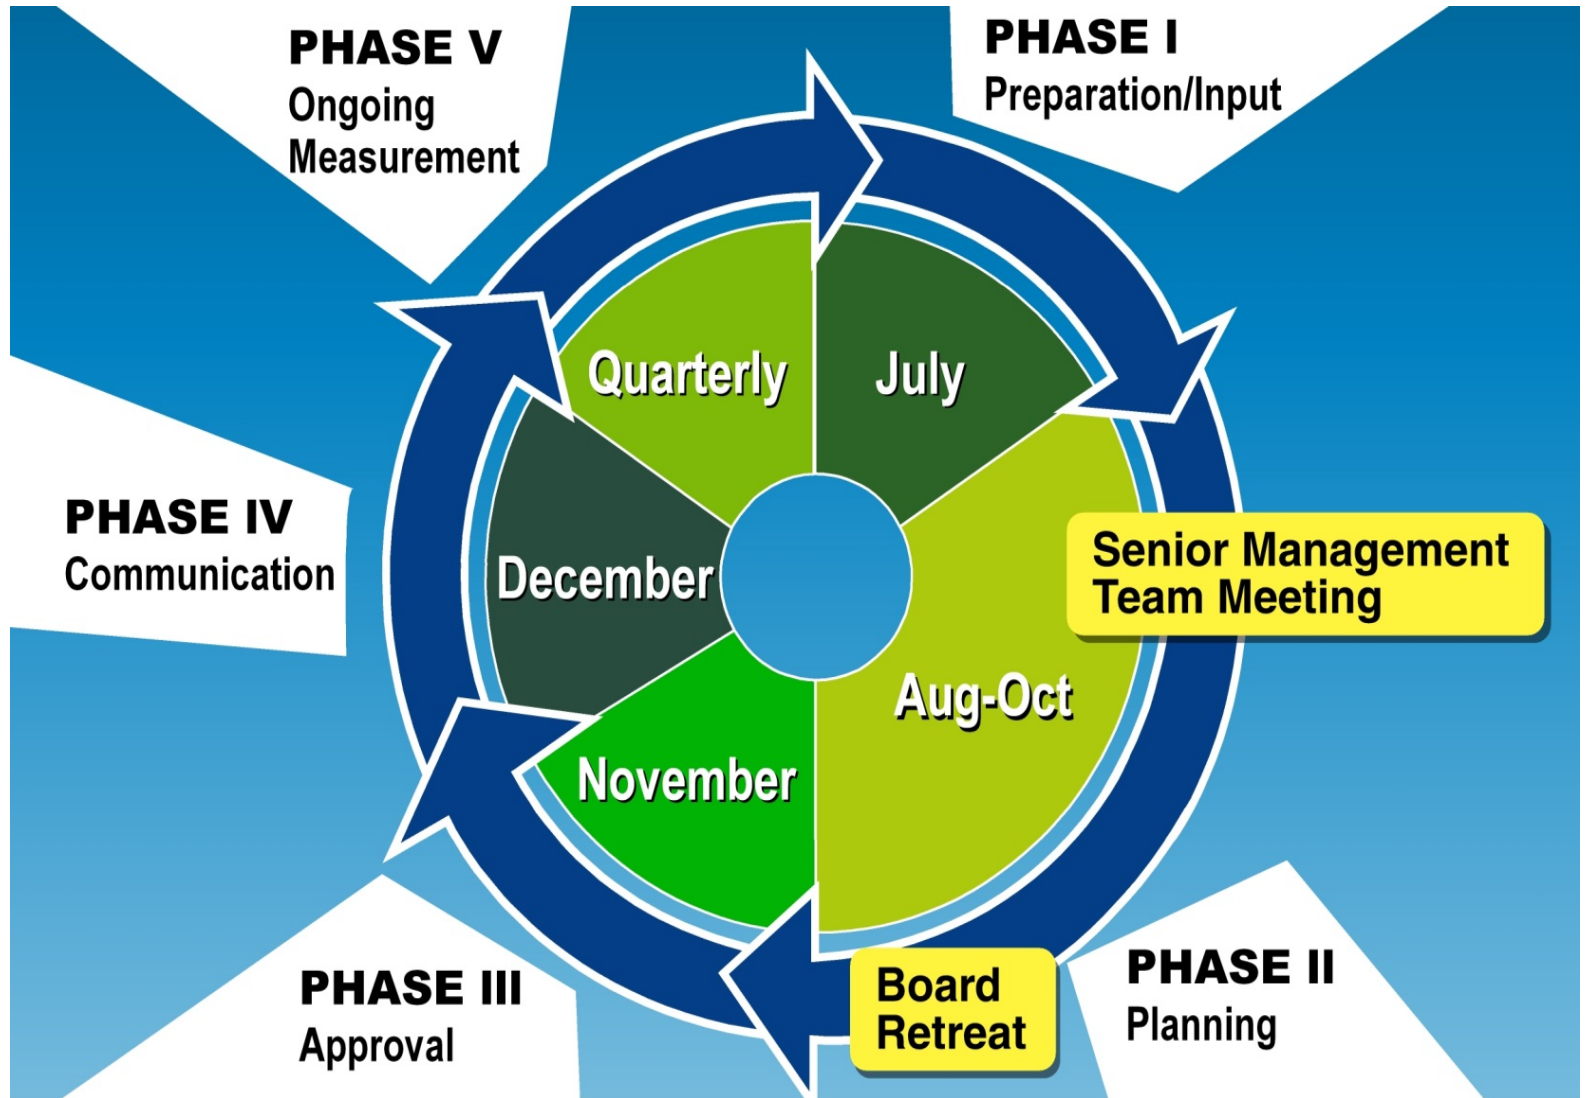 PHASE V
Ongoing
Measurement
PHASE I
Preparation/Input
Quarterly
July
PHASE IV
Communication
December
Senior Management
Team Meeting
Aug-Oct
November
PHASE III
Approval
Board
Retreat
PHASE II
Planning